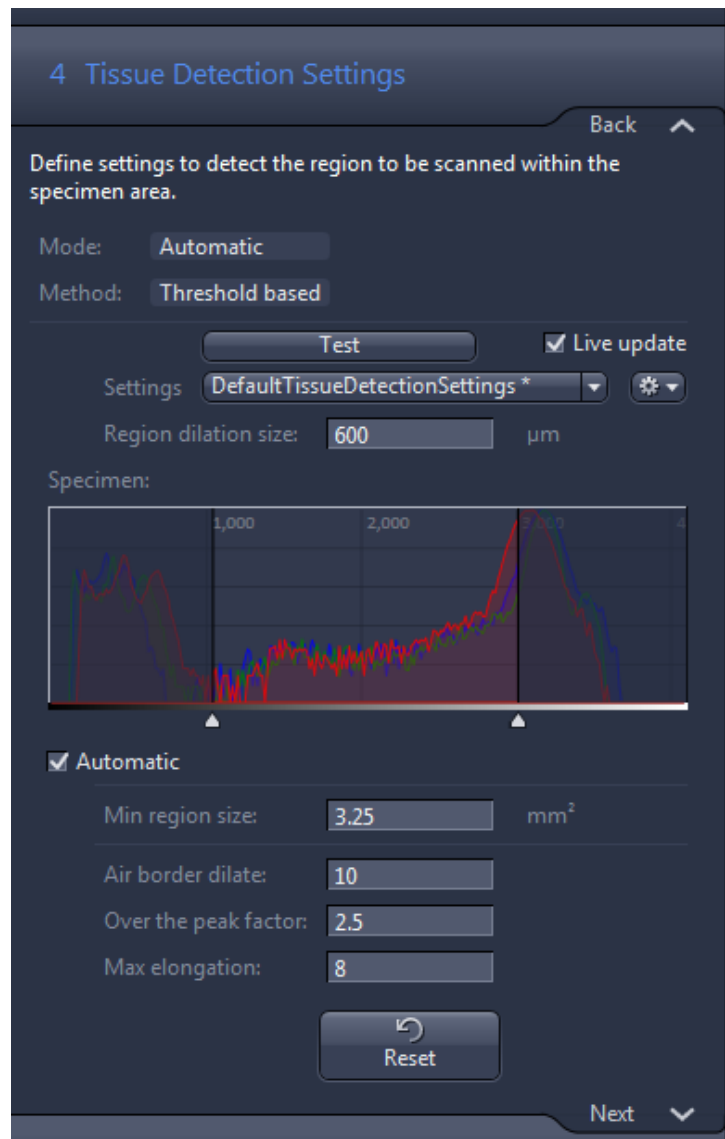 4 Tissue Detection Settings
Back
Define settings to detect the region to be scanned within the
specimen area.
Mode: Automatic
Method: Threshold based
Test Live update
Settings DefaultTissueDetectionSettings *
Region dilation size: 600 µm
Specimen:
1,000 2,000 3,000 4
Automatic
Min region size: 3.25 mm²
Air border dilate: 10
Over the peak factor: 2.5
Max elongation: 8
Reset
Next